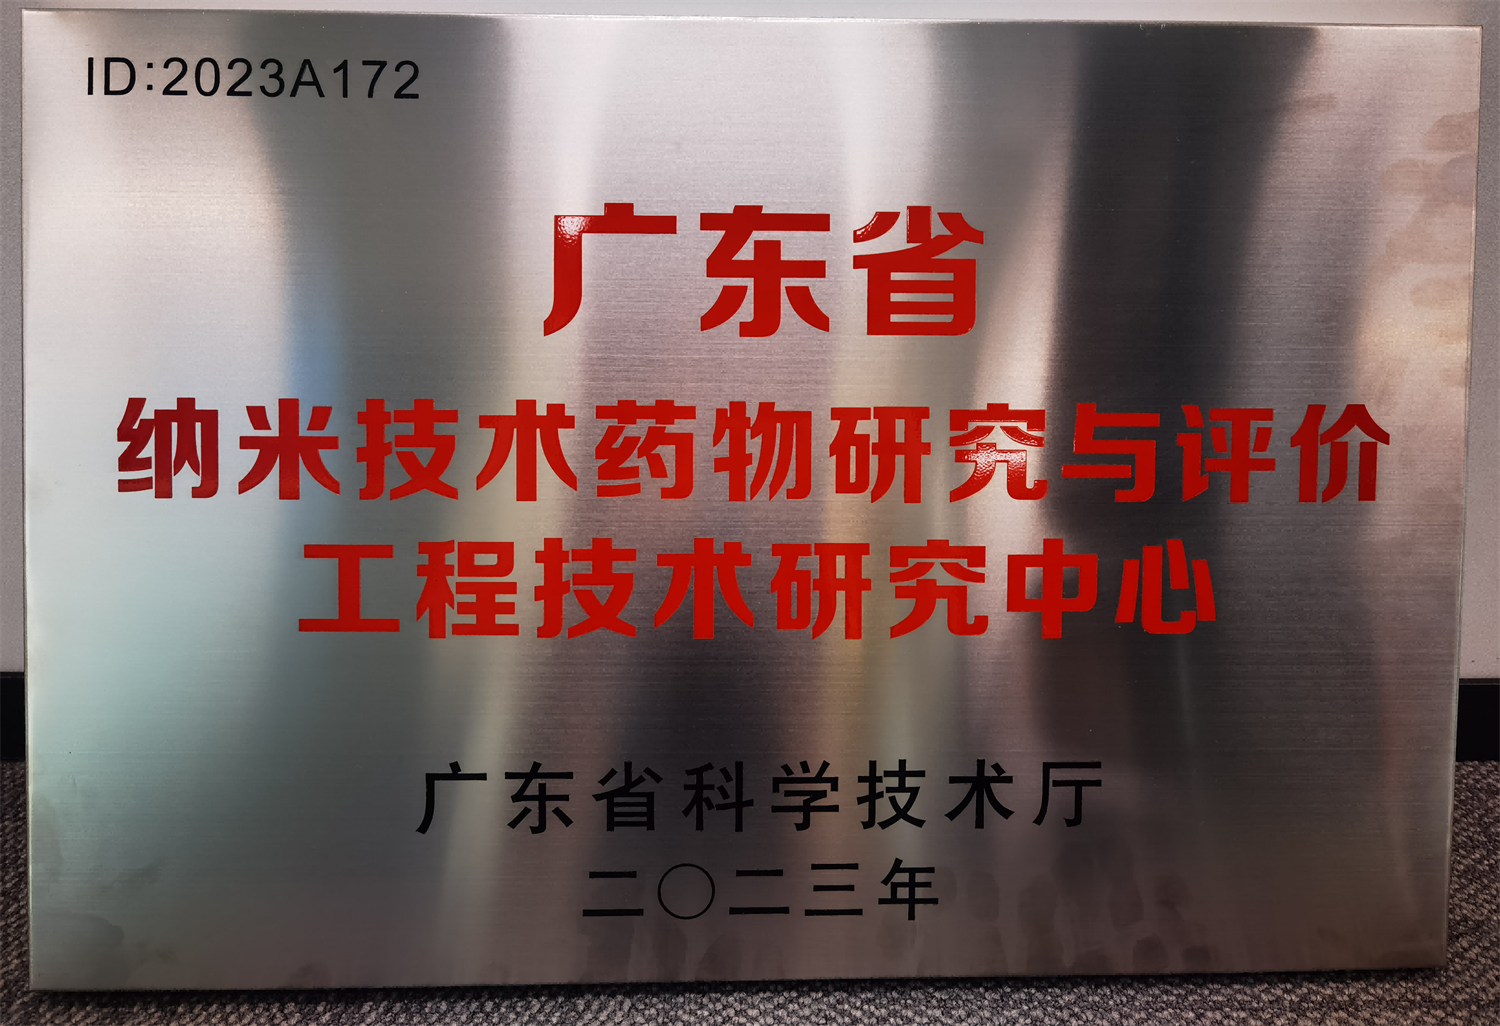 ID:2023A172
广东省
纳米技术药物研究与评价
工程技术研究中心
广东省科学技术厅
二〇二三年